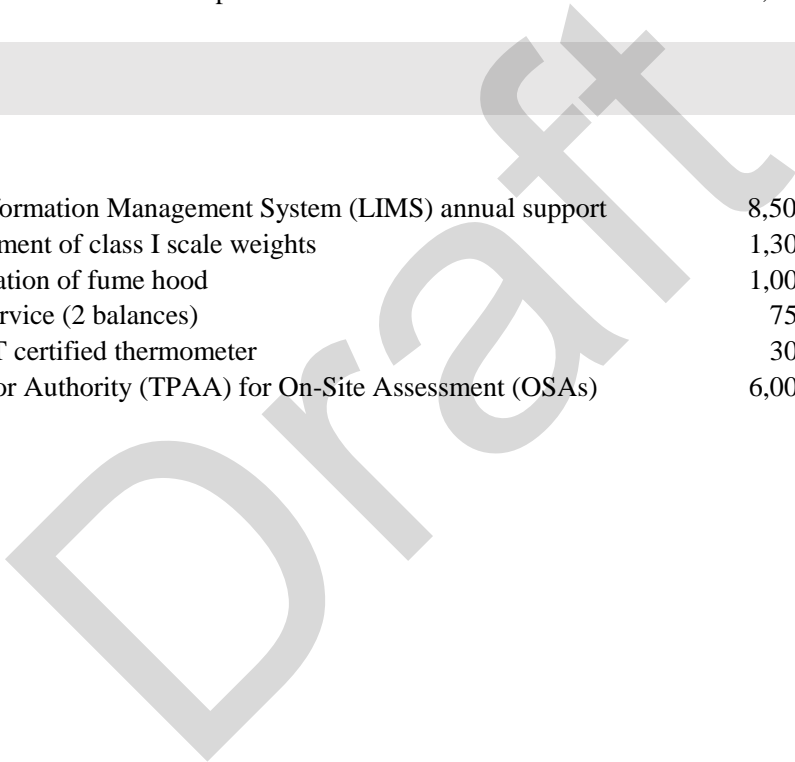 formation Management System (LIMS) annual support 8,50
ment of class I scale weights 1,30
ation of fume hood 1,00
rvice (2 balances) 75
T certified thermometer 30
or Authority (TPAA) for On-Site Assessment (OSAs) 6,00
Draft